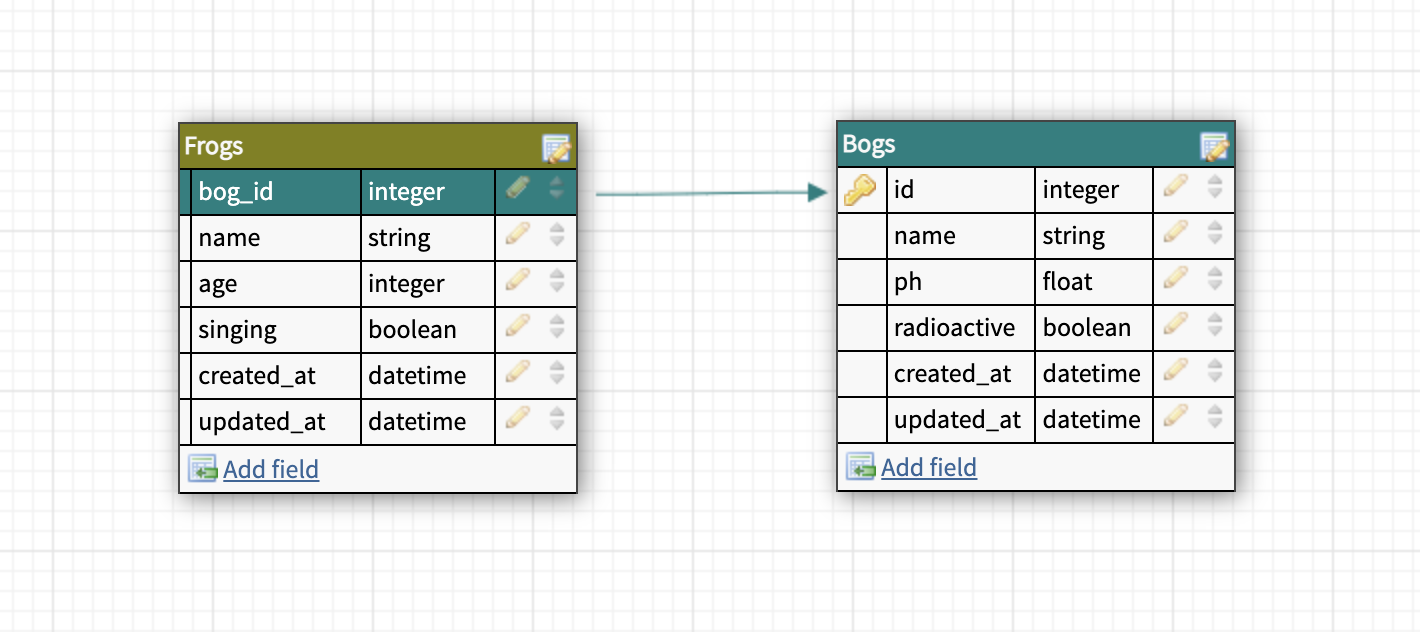 Frogs
bog_id integer
name string
age integer
singing boolean
created_at datetime
updated_at datetime
Add field
Bogs
id integer
name string
ph float
radioactive boolean
created_at datetime
updated_at datetime
Add field